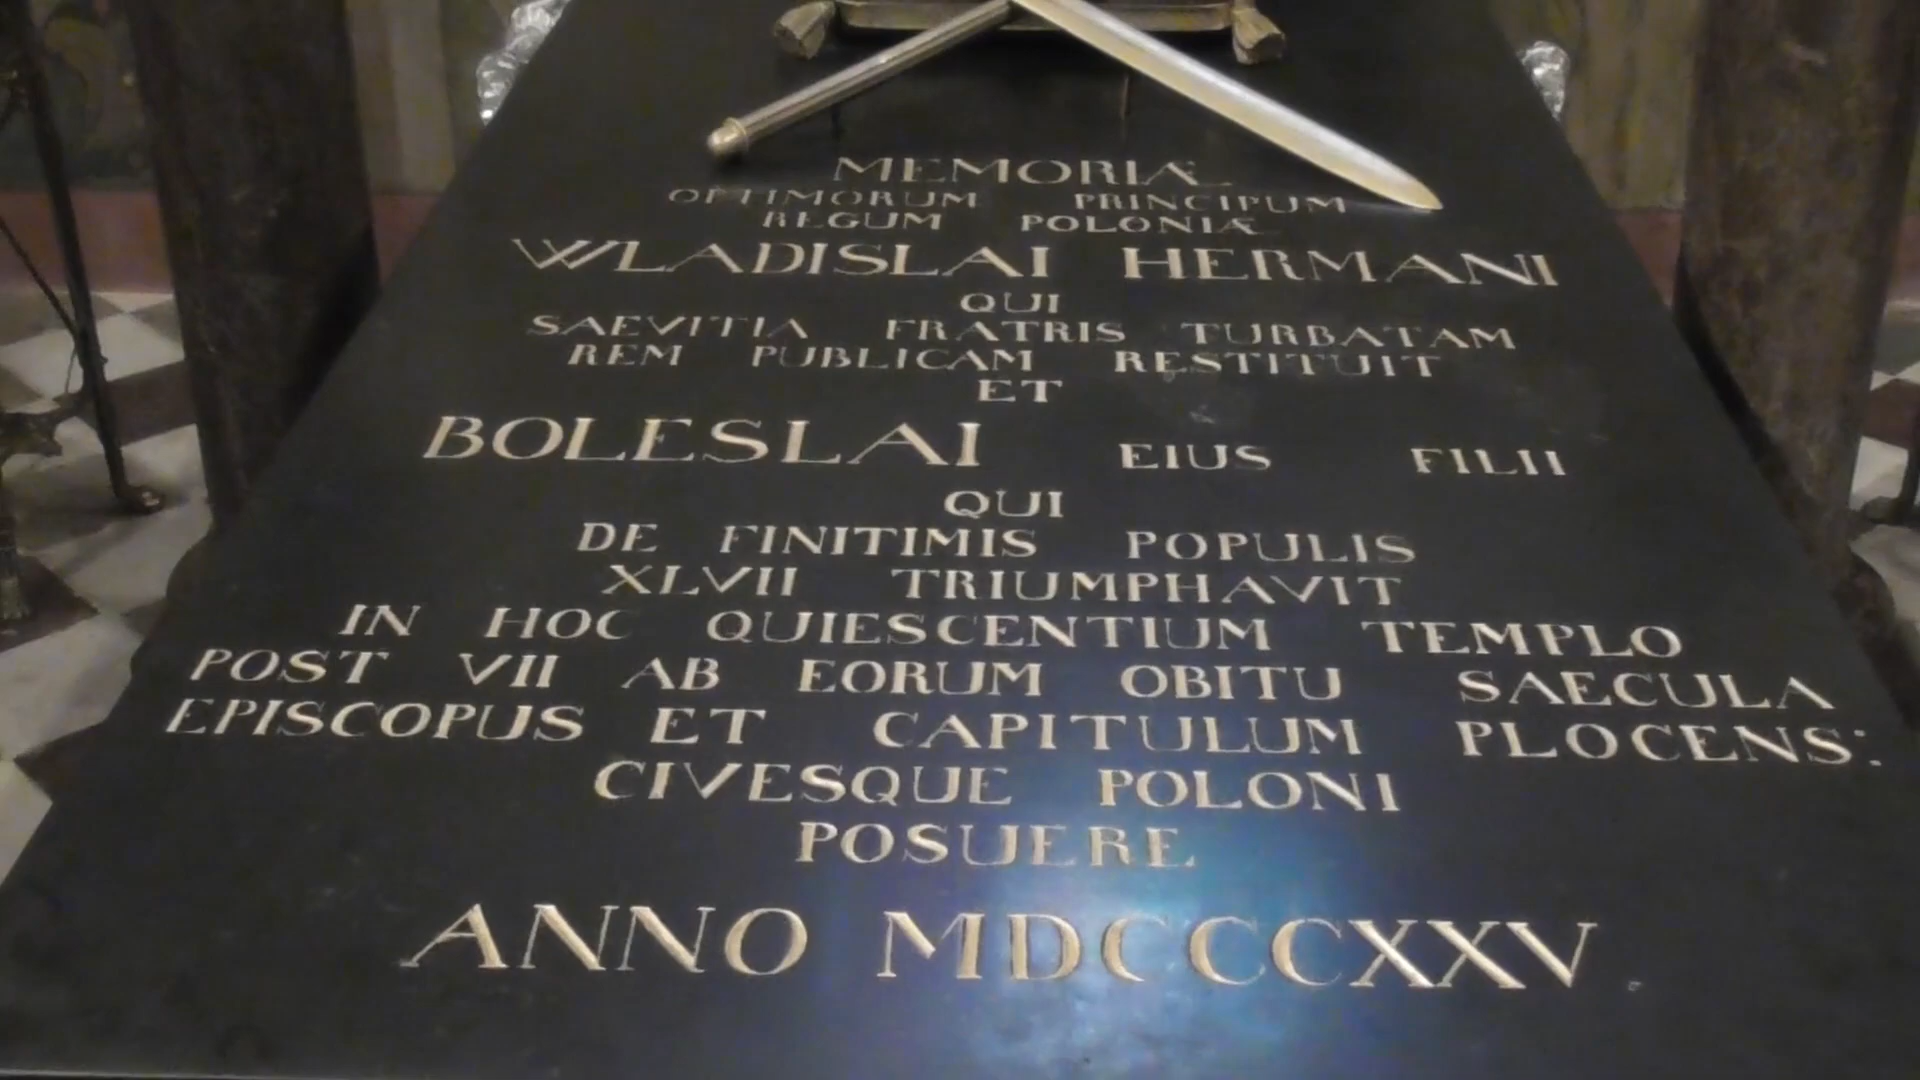 MEMORIÆ
OPTIMORUM PRINCIPUM
REGUM POLONIÆ
WLADISLAI HERMANI
QUI
SAEVITIA FRATRIS TURBATAM
REM PUBLICAM RESTITUIT
ET
BOLESLAI EIUS FILII
QUI
DE FINITIMIS POPULIS
XLVII TRIUMPHAVIT
IN HOC QUIESCENTIUM TEMPLO
POST VII AB EORUM OBITU SAECULA
EPISCOPUS ET CAPITULUM PLOCENS:
CIVESQUE POLONI
POSUERE
ANNO MDCCCXXV.